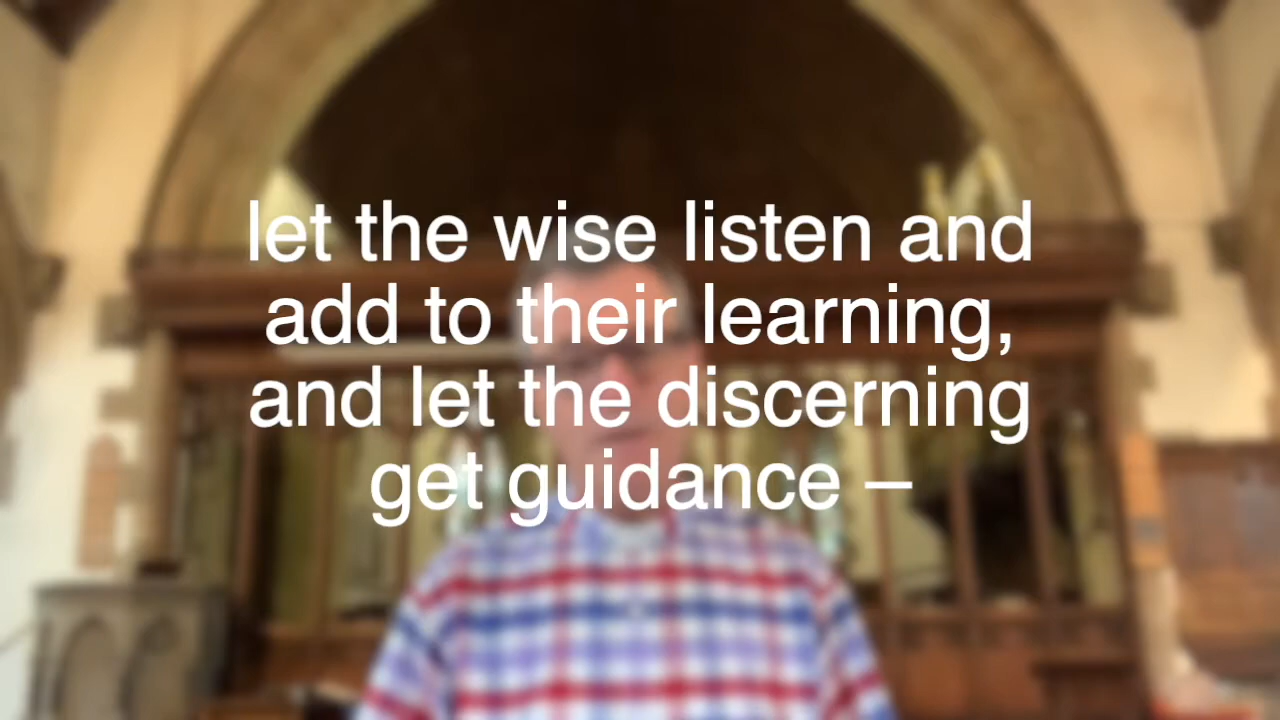 let the wise listen and
add to their learning,
and let the discerning
get guidance –